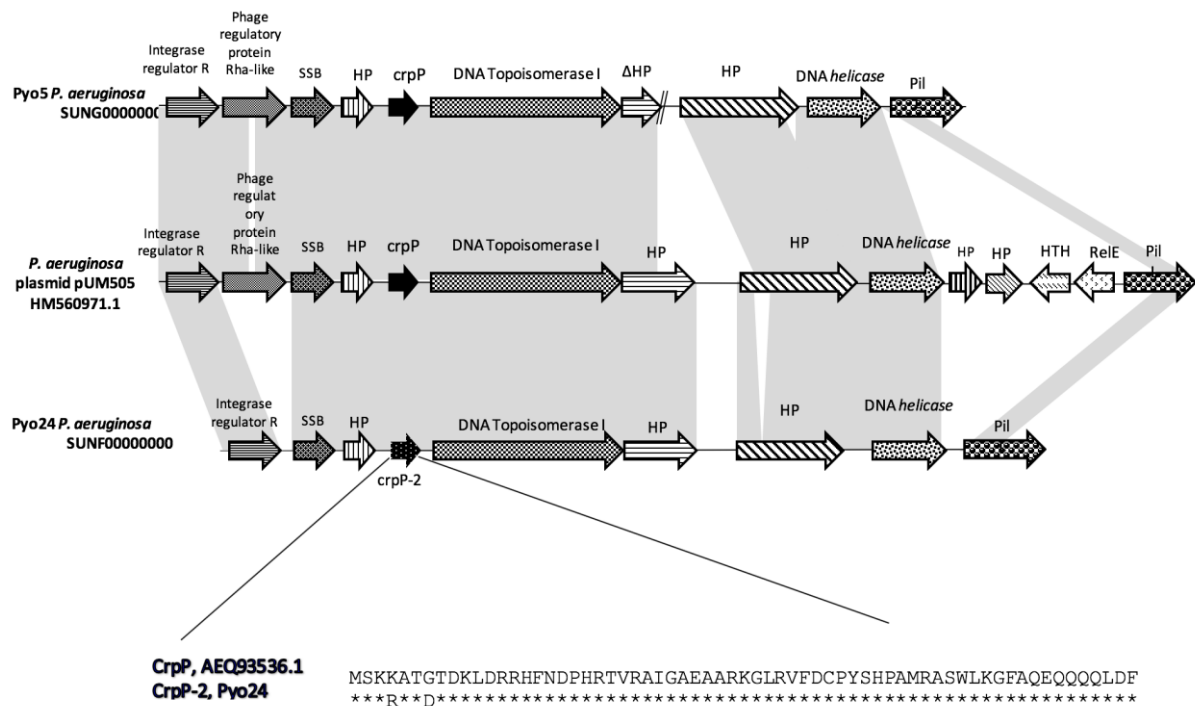 Phage
regulatory
protein
Rha-like
Integrase
regulator R
SSB
HP
crpP
DNA Topoisomerase I
ΔHP
HP
DNA helicase
Pil
Pyo5 P. aeruginosa
SUNG0000000
Phage
regulat
ory
protein
Rha-like
Integrase
regulator R
SSB
HP
crpP
DNA Topoisomerase I
HP
HP
DNA helicase
HP
HP
HTH
RelE
Pil
P. aeruginosa
plasmid pUM505
HM560971.1
Integrase
regulator R
SSB
HP
DNA Topoisomerase I
HP
HP
DNA helicase
Pil
Pyo24 P. aeruginosa
SUNF00000000
crpP-2
CrpP, AEQ93536.1 MSKKATGTDKLDRRHFNDPHRTVRAIGAEAARKGLRVFDCPYSHPAMRASWLKGFAQEQQQQLDF
CrpP-2, Pyo24 ***R**D**********************************************************